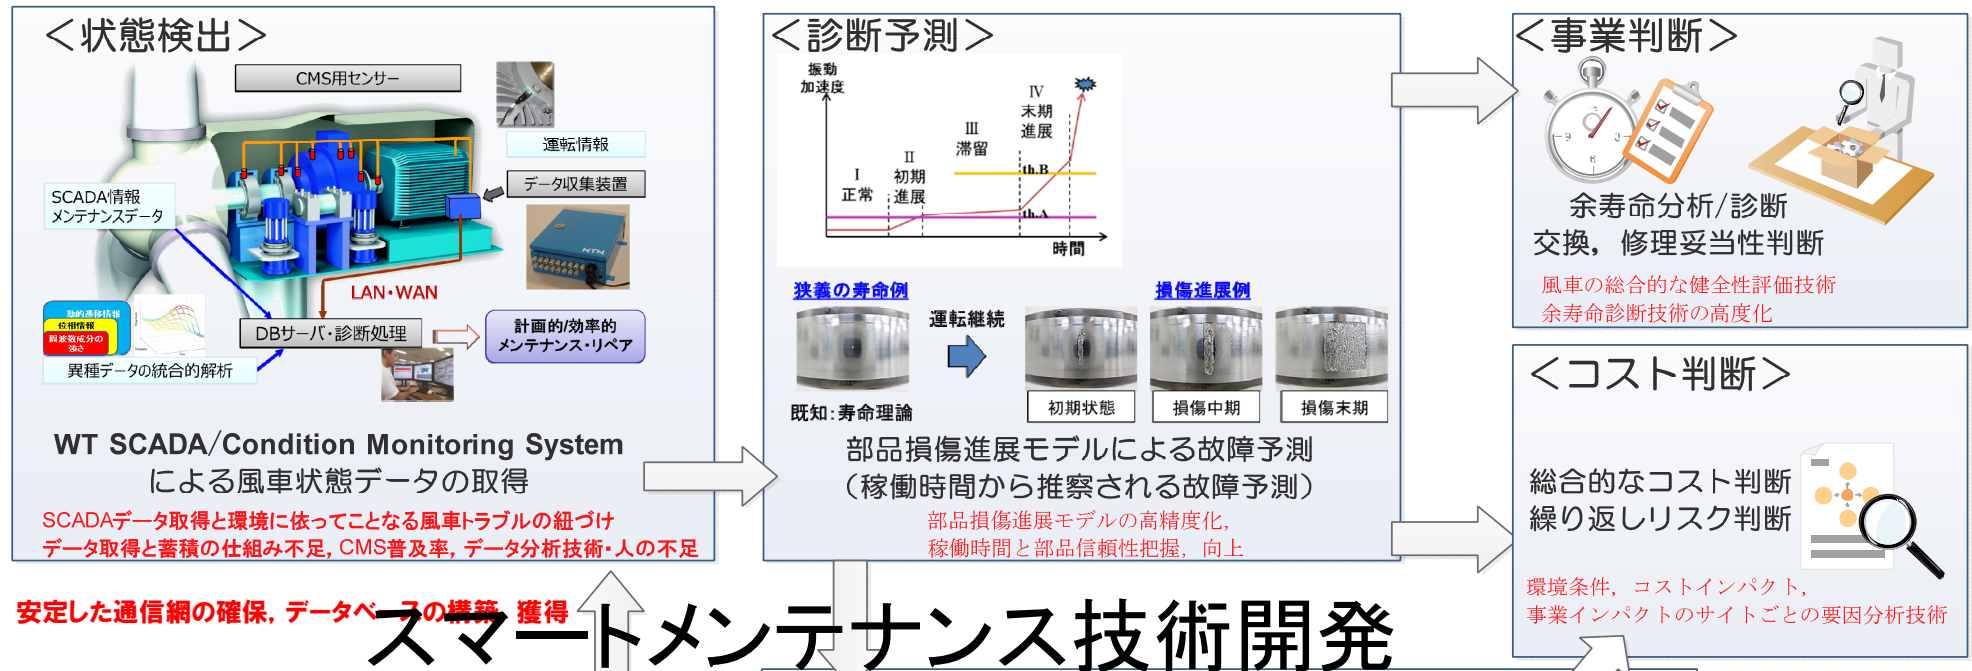 ＜状態検出＞
CMS用センサー
運転情報
データ収集装置
SCADA情報
メンテナンスデータ
NTN
LAN・WAN
動的遷移情報
位相情報
周波数成分の
強さ
DBサーバ・診断処理
計画的/効率的
メンテナンス・リペア
異種データの統合的解析
WT SCADA/Condition Monitoring System
による風車状態データの取得
SCADAデータ取得と環境に依ってことなる風車トラブルの紐づけ
データ取得と蓄積の仕組み不足，CMS普及率，データ分析技術・人の不足
安定した通信網の確保，データベースの構築，獲得
＜診断予測＞
振動
加速度
Ⅰ
正常
Ⅱ
初期
進展
Ⅲ
滞留
Ⅳ
末期
進展
th.B
th.A
時間
狭義の寿命例
損傷進展例
運転継続
既知：寿命理論
初期状態
損傷中期
損傷末期
部品損傷進展モデルによる故障予測
（稼働時間から推察される故障予測）
部品損傷進展モデルの高精度化，
稼働時間と部品信頼性把握，向上
＜事業判断＞
余寿命分析/診断
交換，修理妥当性判断
風車の総合的な健全性評価技術
余寿命診断技術の高度化
＜コスト判断＞
総合的なコスト判断
繰り返しリスク判断
環境条件，コストインパクト，
事業インパクトのサイトごとの要因分析技術
スマートメンテナンス技術開発